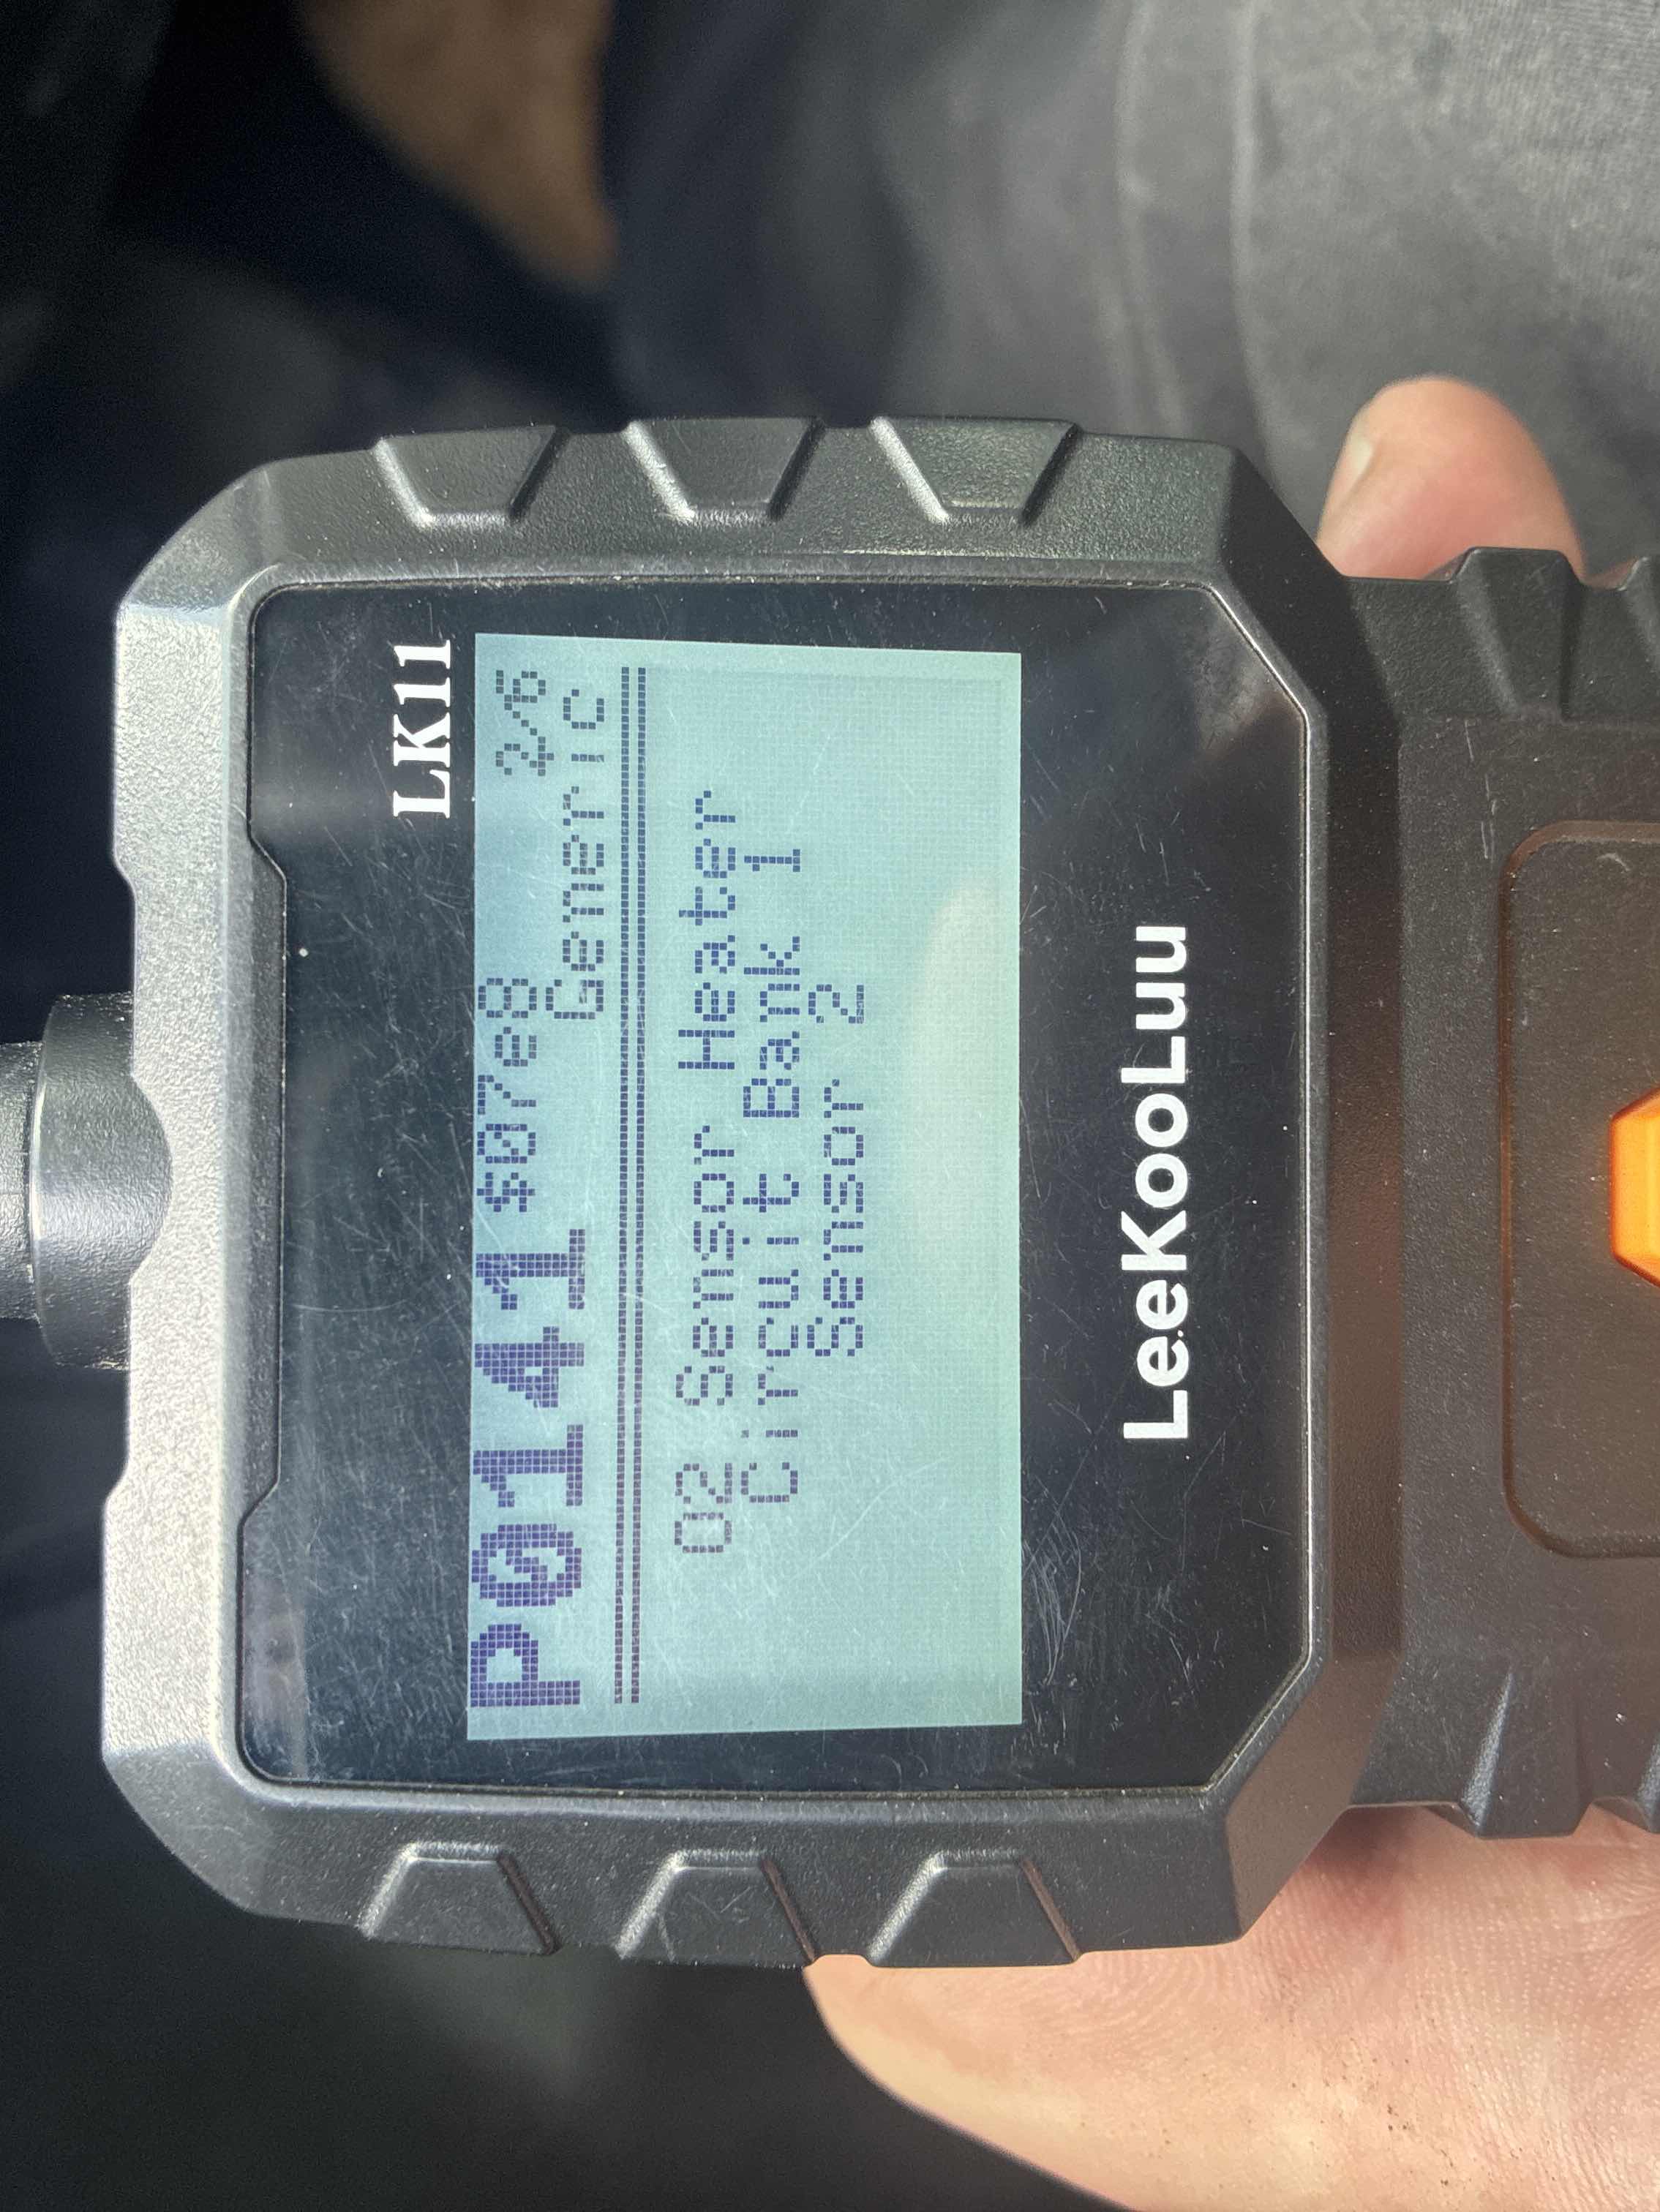 LK11
P0141 $07e8 2/6
Generic
O2 Sensor Heater
Circuit Bank 1
Sensor 2
LeeKooLuu